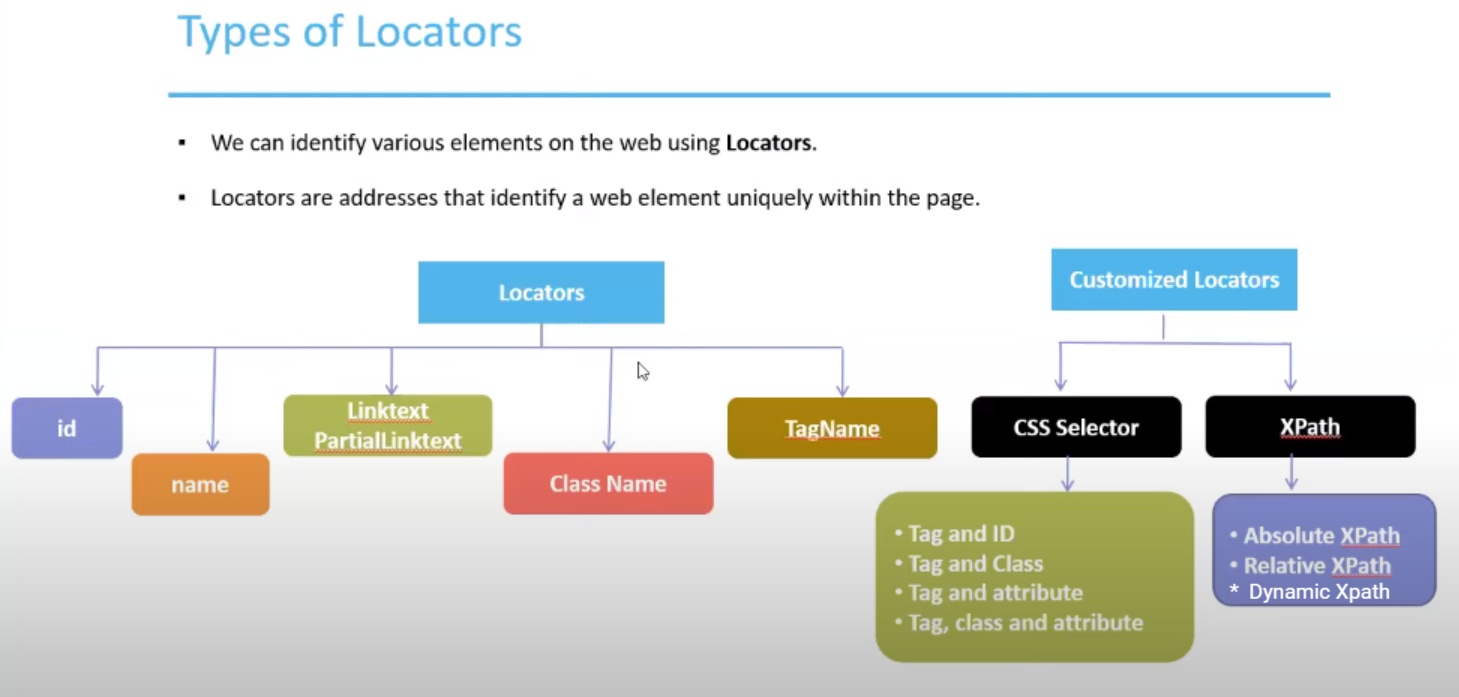 Types of Locators
▪ We can identify various elements on the web using Locators.
▪ Locators are addresses that identify a web element uniquely within the page.
Locators
Customized Locators
id
name
Linktext
PartialLinktext
Class Name
TagName
CSS Selector
XPath
• Tag and ID
• Tag and Class
• Tag and attribute
• Tag, class and attribute
• Absolute XPath
• Relative XPath
* Dynamic Xpath